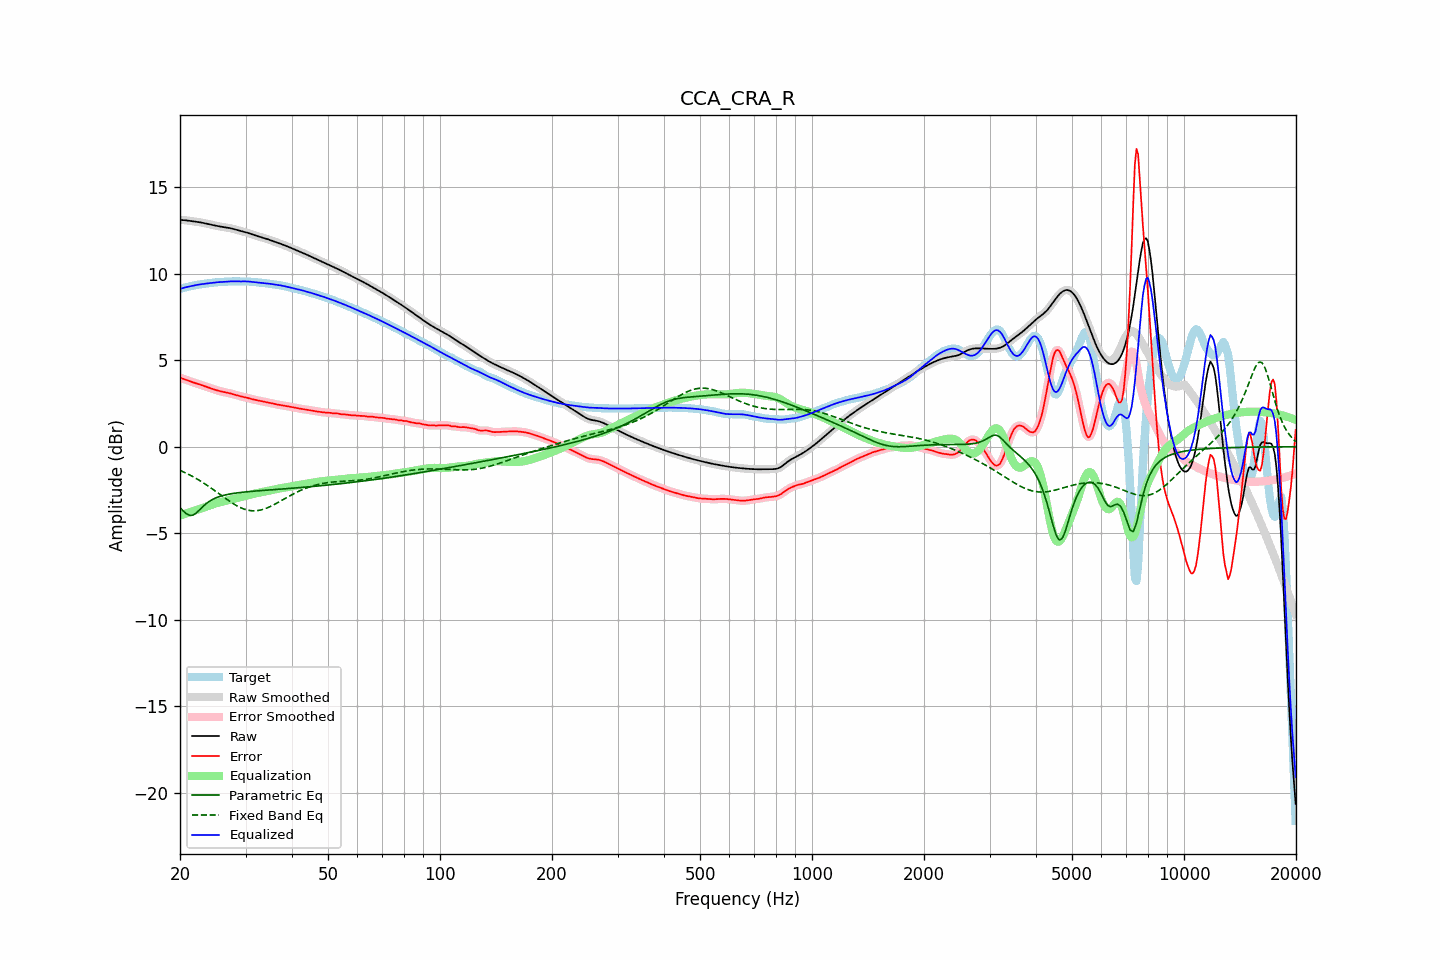 CCA_CRA_R
Amplitude (dBr)
15
10
5
0
−5
−10
−15
−20
Target
Raw Smoothed
Error Smoothed
Raw
Error
Equalization
Parametric Eq
Fixed Band Eq
Equalized
20 50 100 200 500 1000 2000 5000 10000 20000
Frequency (Hz)